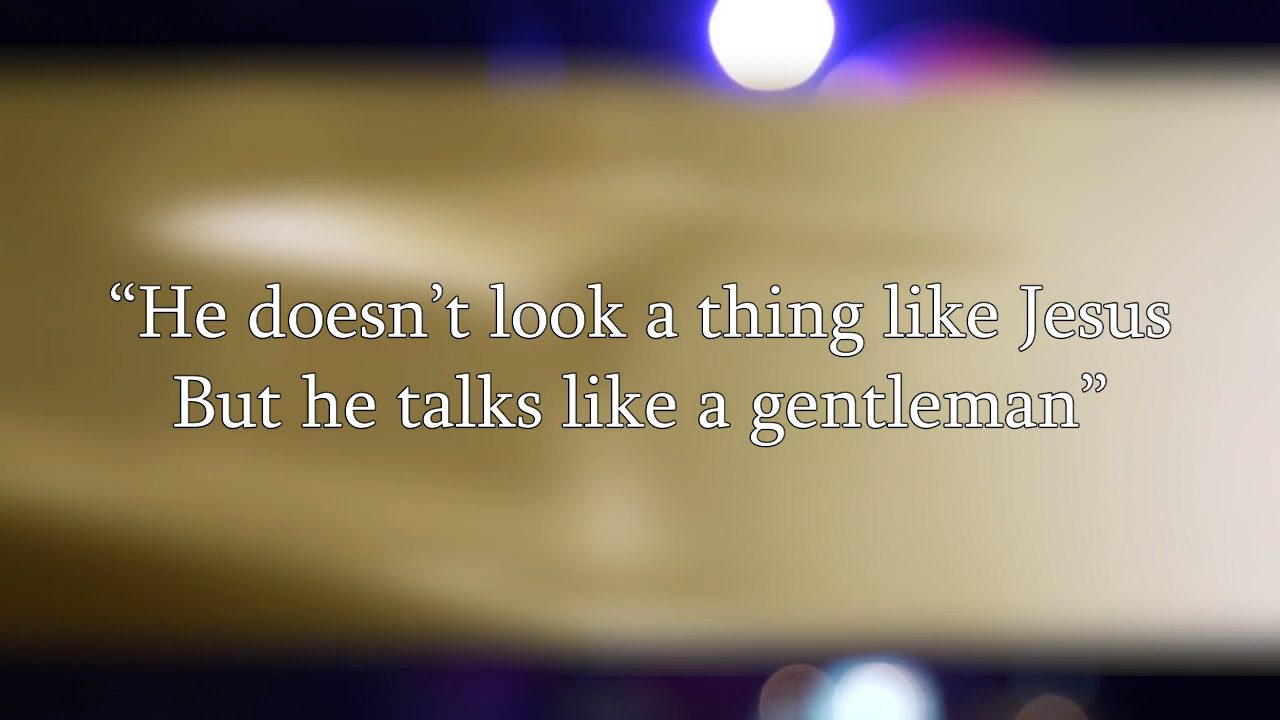 “He doesn’t look a thing like Jesus
But he talks like a gentleman”